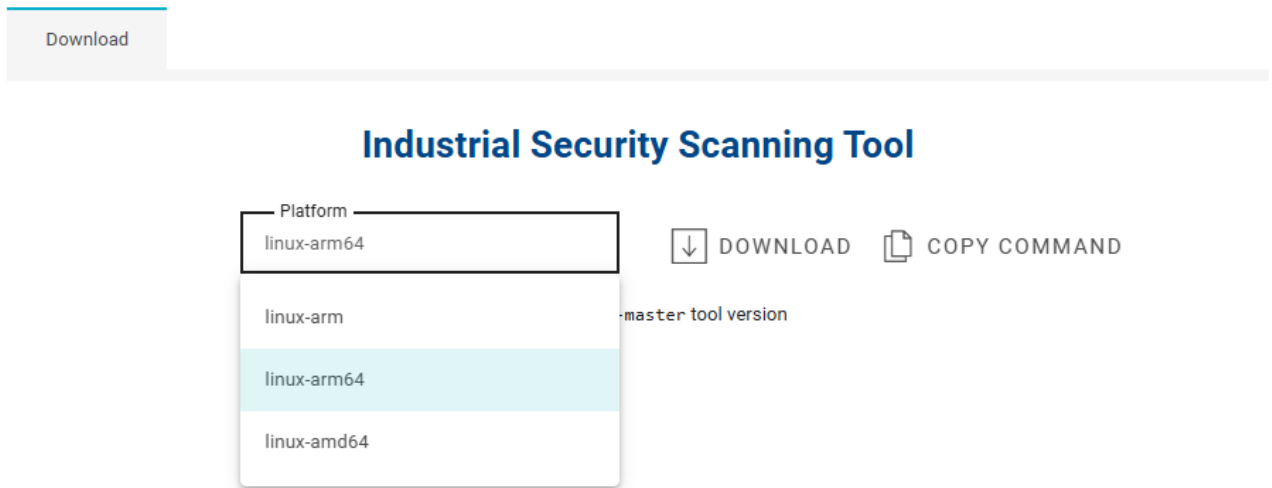 Download
Industrial Security Scanning Tool
Platform
linux-arm64
DOWNLOAD
COPY COMMAND
linux-arm
-master tool version
linux-arm64
linux-amd64